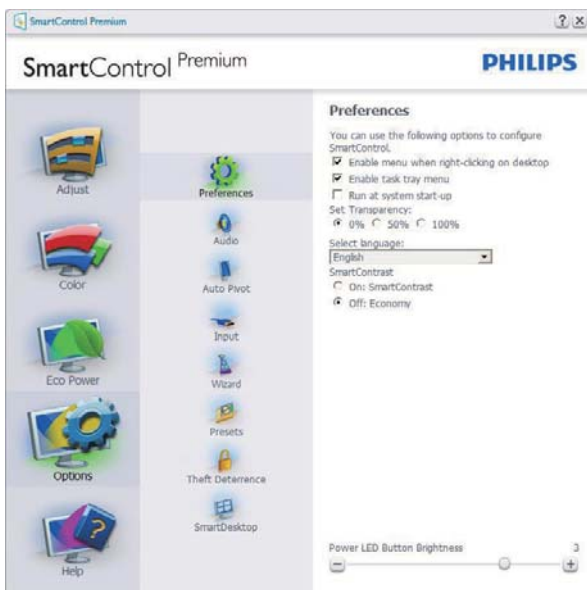 SmartControl Premium
? x
SmartControl Premium
PHILIPS
Adjust
Color
Eco Power
Options
Help
Preferences
Audio
Auto Pivot
Input
Wizard
Presets
Theft Deterrence
SmartDesktop
Preferences
You can use the following options to configure
SmartControl.
Enable menu when right-clicking on desktop
Enable task tray menu
Run at system start-up
Set Transparency:
0% 50% 100%
Select language:
English
SmartContrast
On: SmartContrast
Off: Economy
Power LED Button Brightness 3